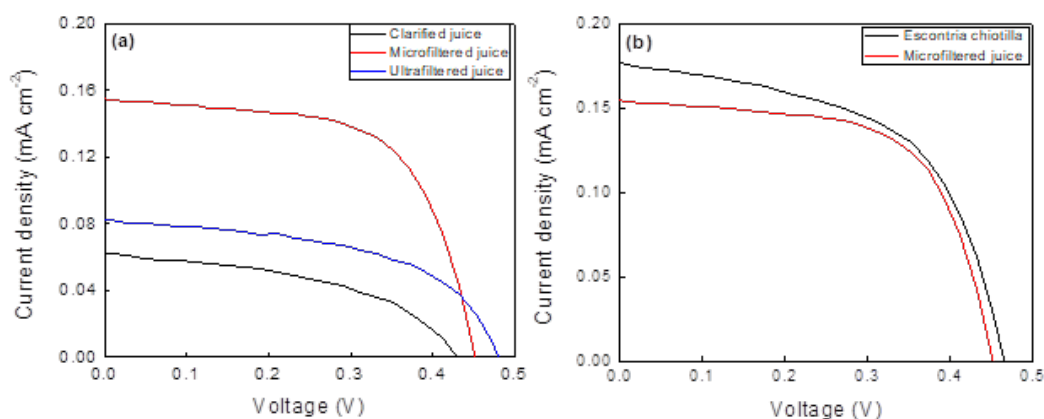 (a)
Clarified juice
Microfiltered juice
Ultrafiltered juice
0.20
0.16
0.12
0.08
0.04
0.00
Current density (mA cm-2)
0.0 0.1 0.2 0.3 0.4 0.5
Voltage (V)
(b)
Escontria chiotilla
Microfiltered juice
0.20
0.15
0.10
0.05
0.00
Current density (mA cm-2)
0.0 0.1 0.2 0.3 0.4 0.5
Voltage (V)